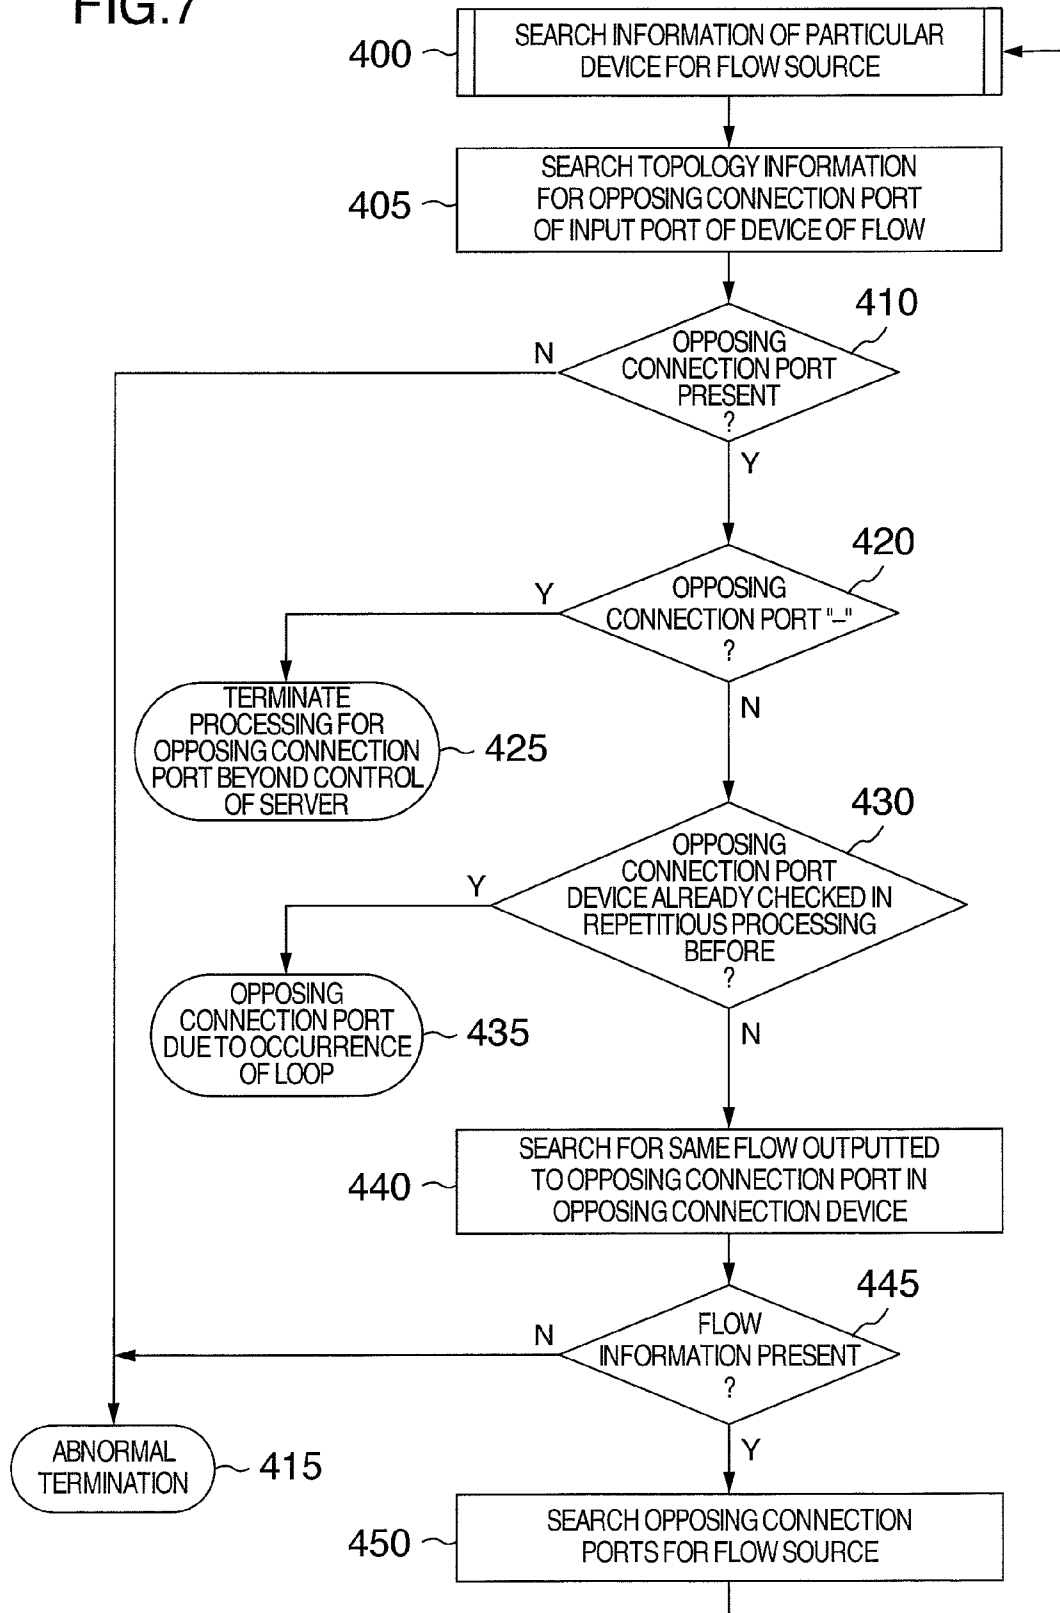 FIG.7
400
SEARCH INFORMATION OF PARTICULAR
DEVICE FOR FLOW SOURCE
405
SEARCH TOPOLOGY INFORMATION
FOR OPPOSING CONNECTION PORT
OF INPUT PORT OF DEVICE OF FLOW
410
OPPOSING
CONNECTION PORT
PRESENT
?
N
Y
420
OPPOSING
CONNECTION PORT "–"
?
Y
N
TERMINATE
PROCESSING FOR
OPPOSING CONNECTION
PORT BEYOND CONTROL
OF SERVER
425
430
OPPOSING
CONNECTION PORT
DEVICE ALREADY CHECKED IN
REPETITIOUS PROCESSING
BEFORE
?
Y
N
OPPOSING
CONNECTION PORT
DUE TO OCCURRENCE
OF LOOP
435
440
SEARCH FOR SAME FLOW OUTPUTTED
TO OPPOSING CONNECTION PORT IN
OPPOSING CONNECTION DEVICE
445
FLOW
INFORMATION PRESENT
?
N
Y
ABNORMAL
TERMINATION
415
450
SEARCH OPPOSING CONNECTION
PORTS FOR FLOW SOURCE